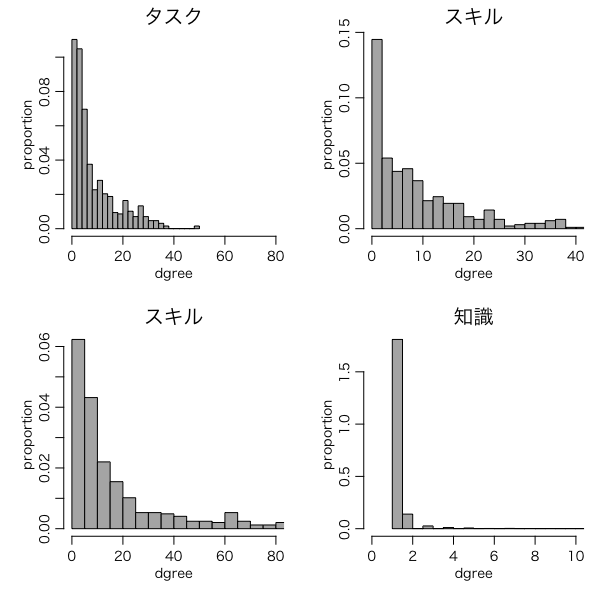 タスク
proportion
0.00 0.04 0.08
0 20 40 60 80
dgree
スキル
proportion
0.00 0.05 0.10 0.15
0 10 20 30 40
dgree
スキル
proportion
0.00 0.02 0.04 0.06
0 20 40 60 80
dgree
知識
proportion
0.0 0.5 1.0 1.5
0 2 4 6 8 10
dgree